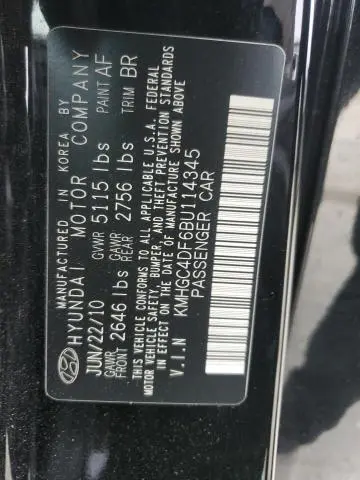 MANUFACTURED IN KOREA BY
HYUNDAI MOTOR COMPANY
JUN/22/10 GVWR 5115 lbs PAINT AF
GAWR FRONT 2646 lbs GAWR REAR 2756 lbs TRIM BR
THIS VEHICLE CONFORMS TO ALL APPLICABLE U.S.A. FEDERAL
MOTOR VEHICLE SAFETY, BUMPER, AND THEFT PREVENTION STANDARDS
IN EFFECT ON THE DATE OF MANUFACTURE SHOWN ABOVE
V.I.N KMHGC4DF6BU114345
PASSENGER CAR